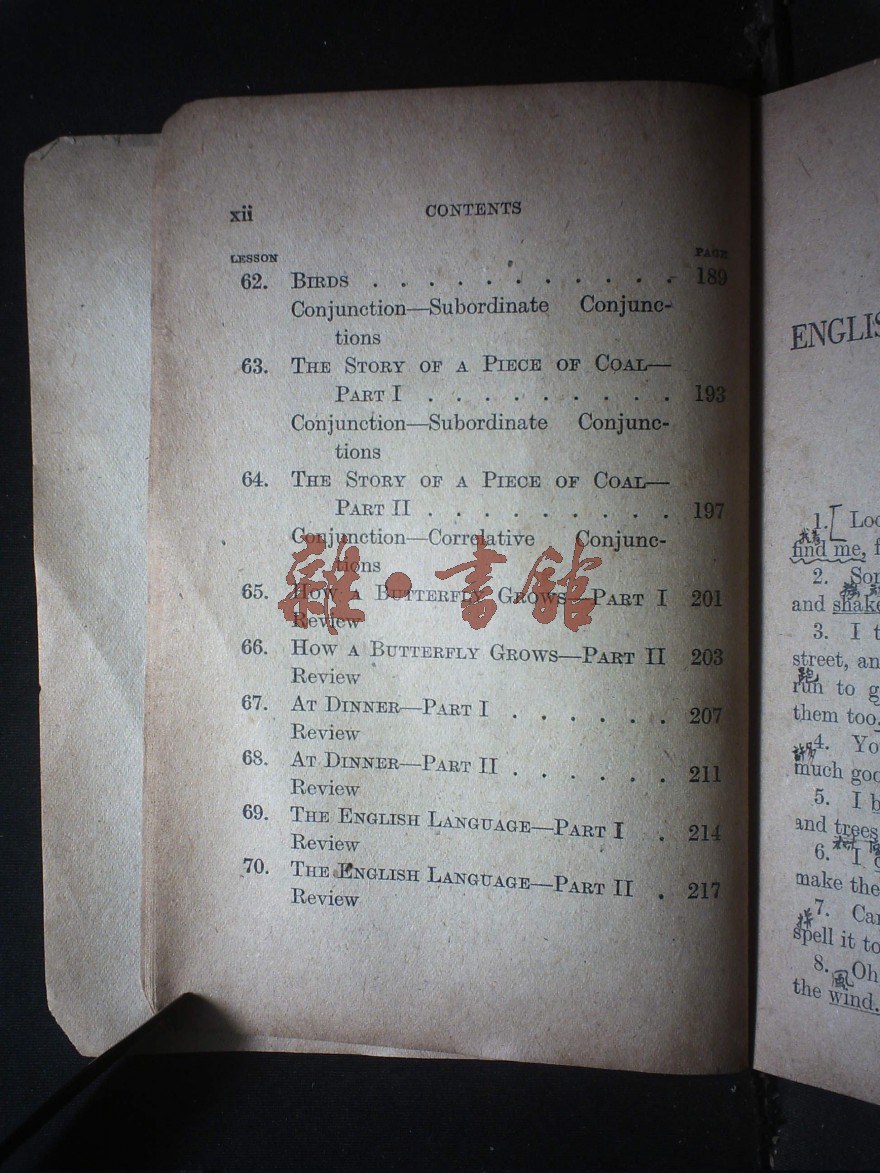 xii CONTENTS
LESSON PAGE
62. BIRDS . . . . . . . . . . . 189
Conjunction—Subordinate Conjunc-
tions
63. THE STORY OF A PIECE OF COAL—
PART I . . . . . . . . . 193
Conjunction—Subordinate Conjunc-
tions
64. THE STORY OF A PIECE OF COAL—
PART II . . . . . . . . . 197
Conjunction—Correlative Conjunc-
tions
65. HOW A BUTTERFLY GROWS—PART I 201
Review
66. HOW A BUTTERFLY GROWS—PART II 203
Review
67. AT DINNER—PART I . . . . . . 207
Review
68. AT DINNER—PART II . . . . . . 211
Review
69. THE ENGLISH LANGUAGE—PART I . 214
Review
70. THE ENGLISH LANGUAGE—PART II . 217
Review
雜·書館
ENGLIS
1. Loo
find me, f
2. Son
and shake
3. I t
street, an
跑
run to g
them too.
4. Yo
much goo
5. I b
and trees
6. I
make the
7. Can
spell it to
8. Oh
風
the wind.